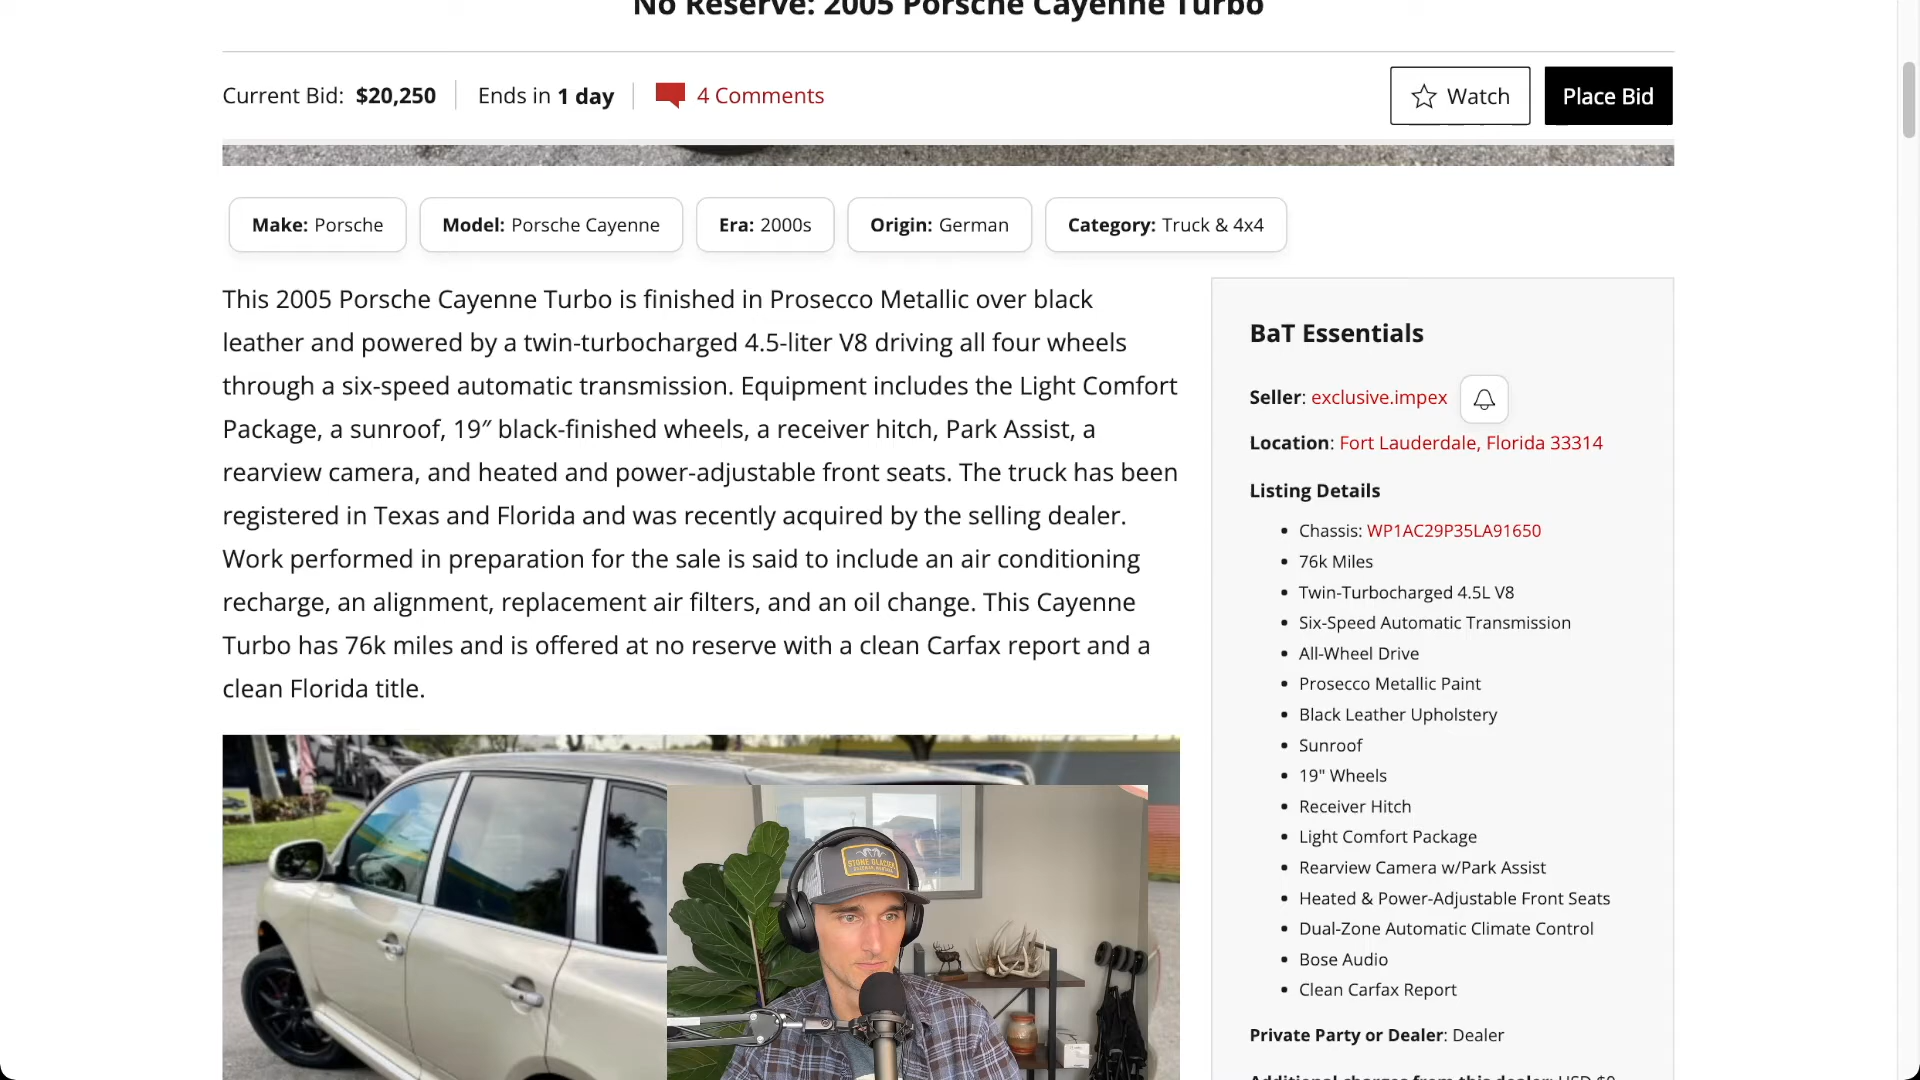 No Reserve: 2005 Porsche Cayenne Turbo
Current Bid: $20,250
Ends in 1 day
4 Comments
Watch
Place Bid
Make: Porsche
Model: Porsche Cayenne
Era: 2000s
Origin: German
Category: Truck & 4x4
This 2005 Porsche Cayenne Turbo is finished in Prosecco Metallic over black
leather and powered by a twin-turbocharged 4.5-liter V8 driving all four wheels
through a six-speed automatic transmission. Equipment includes the Light Comfort
Package, a sunroof, 19″ black-finished wheels, a receiver hitch, Park Assist, a
rearview camera, and heated and power-adjustable front seats. The truck has been
registered in Texas and Florida and was recently acquired by the selling dealer.
Work performed in preparation for the sale is said to include an air conditioning
recharge, an alignment, replacement air filters, and an oil change. This Cayenne
Turbo has 76k miles and is offered at no reserve with a clean Carfax report and a
clean Florida title.
BaT Essentials
Seller: exclusive.impex
Location: Fort Lauderdale, Florida 33314
Listing Details
• Chassis: WP1AC29P35LA91650
• 76k Miles
• Twin-Turbocharged 4.5L V8
• Six-Speed Automatic Transmission
• All-Wheel Drive
• Prosecco Metallic Paint
• Black Leather Upholstery
• Sunroof
• 19" Wheels
• Receiver Hitch
• Light Comfort Package
• Rearview Camera w/Park Assist
• Heated & Power-Adjustable Front Seats
• Dual-Zone Automatic Climate Control
• Bose Audio
• Clean Carfax Report
Private Party or Dealer: Dealer
Additional charges from this dealer: USD $0
STONE GLACIER